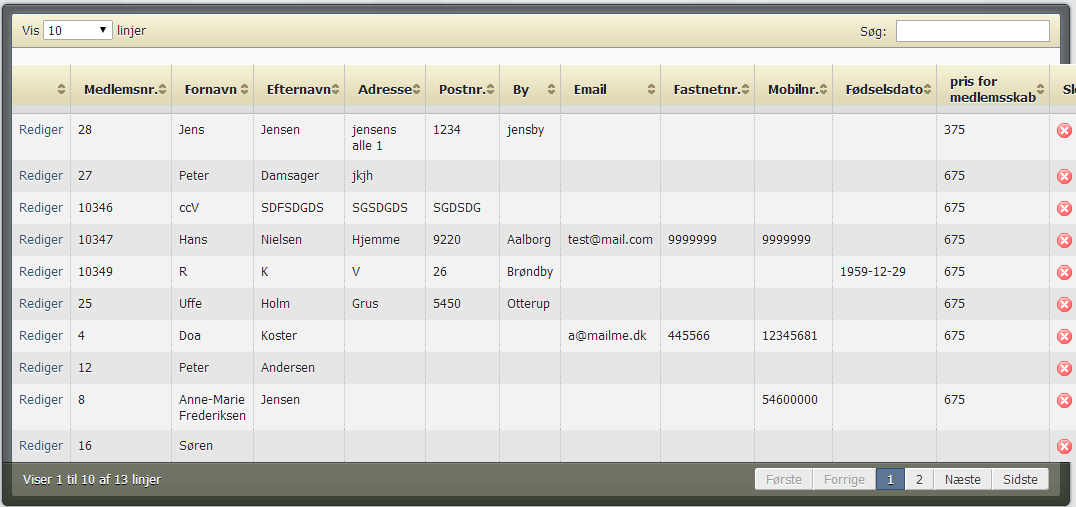 Vis 10 linjer Søg:
Medlemsnr. Fornavn Efternavn Adresse Postnr. By Email Fastnetnr. Mobilnr. Fødselsdato pris for
medlemsskab
Rediger 28 Jens Jensen jensens 1234 jensby 375
alle 1
Rediger 27 Peter Damsager jkjh 675
Rediger 10346 ccV SDFSDGDS SGSDGDS SGDSDG 675
Rediger 10347 Hans Nielsen Hjemme 9220 Aalborg test@mail.com 9999999 9999999 675
Rediger 10349 R K V 26 Brøndby 1959-12-29 675
Rediger 25 Uffe Holm Grus 5450 Otterup 675
Rediger 4 Doa Koster a@mailme.dk 445566 12345681 675
Rediger 12 Peter Andersen
Rediger 8 Anne-Marie Jensen 54600000 675
Frederiksen
Rediger 16 Søren
Viser 1 til 10 af 13 linjer Første Forrige 1 2 Næste Sidste